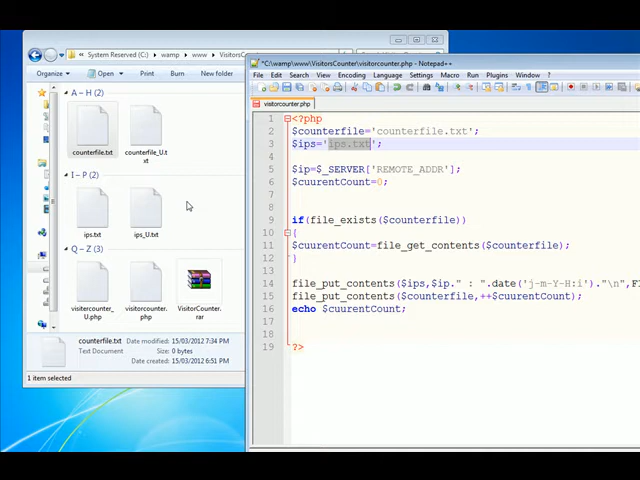 System Reserved (C:) ▸ wamp ▸ www ▸ VisitorsCo
Organize Open Print Burn New folder
A – H (2)
counterfile.txt
counterfile_U.t
xt
I – P (2)
ips.txt
ips_U.txt
Q – Z (3)
visitercounter_
U.php
visitorcounter.
php
VisitorCounter.
rar
counterfile.txt Date modified: 15/03/2012 7:34 PM
Text Document Size: 0 bytes
Date created: 15/03/2012 6:51 PM
1 item selected
*C:\wamp\www\VisitorsCounter\visitorcounter.php - Notepad++
File Edit Search View Encoding Language Settings Macro Run Plugins Window ?
visitorcounter.php
1 <?php
2 $counterfile='counterfile.txt';
3 $ips='ips.txt';
4
5 $ip=$_SERVER['REMOTE_ADDR'];
6 $cuurentCount=0;
7
8
9 if(file_exists($counterfile))
10 {
11 $cuurentCount=file_get_contents($counterfile);
12 }
13
14 file_put_contents($ips,$ip." : ".date('j-m-Y-H:i')."\n",FI
15 file_put_contents($counterfile,++$cuurentCount);
16 echo $cuurentCount;
17
18
19 ?>